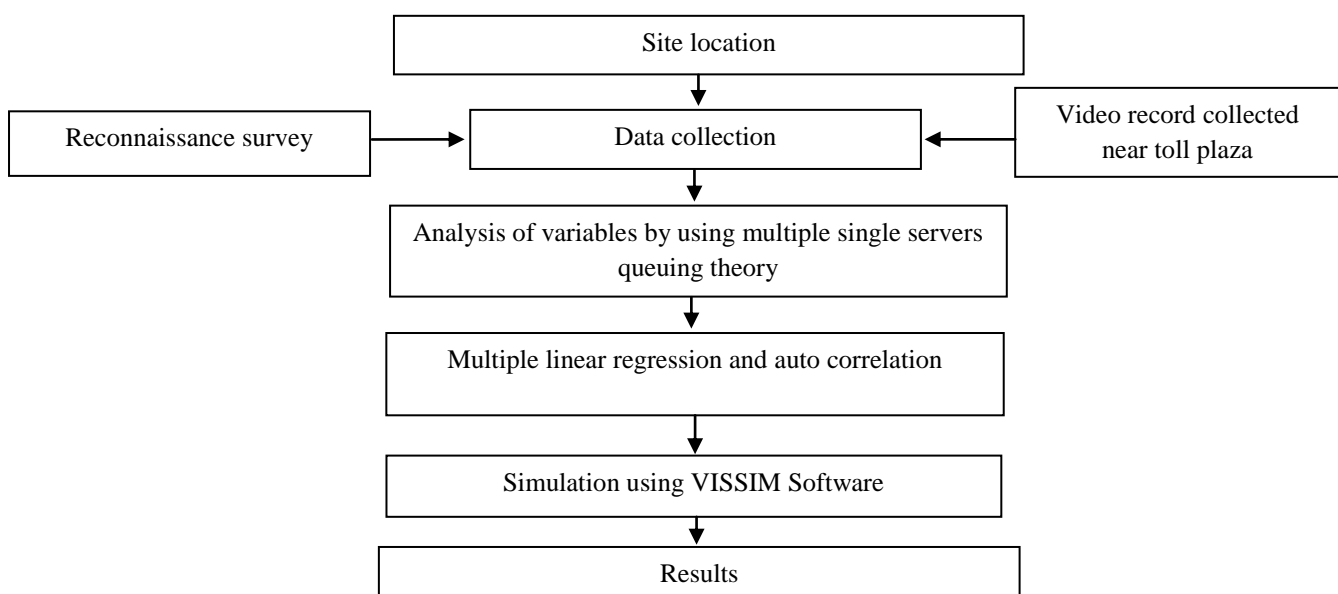 Site location
Reconnaissance survey
Data collection
Video record collected
near toll plaza
Analysis of variables by using multiple single servers
queuing theory
Multiple linear regression and auto correlation
Simulation using VISSIM Software
Results